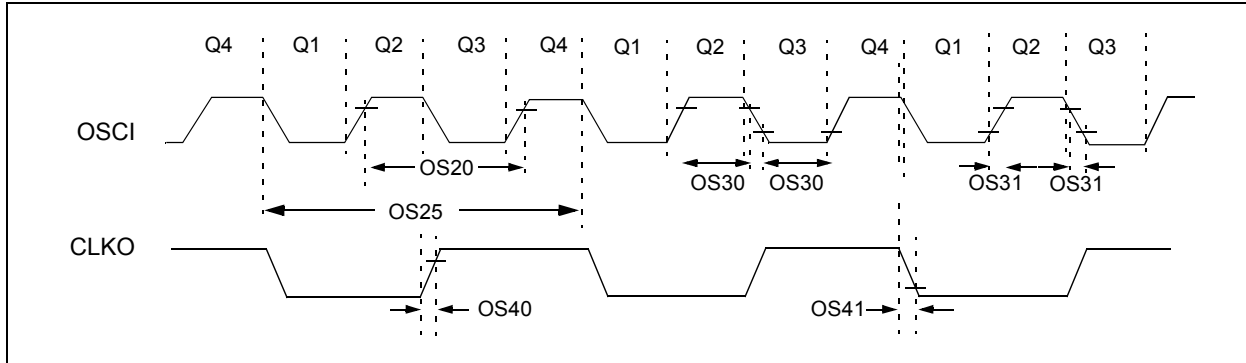 Q4 Q1 Q2 Q3 Q4 Q1 Q2 Q3 Q4 Q1 Q2 Q3
OSCI
OS20
OS30 OS30
OS31 OS31
OS25
CLKO
OS40
OS41